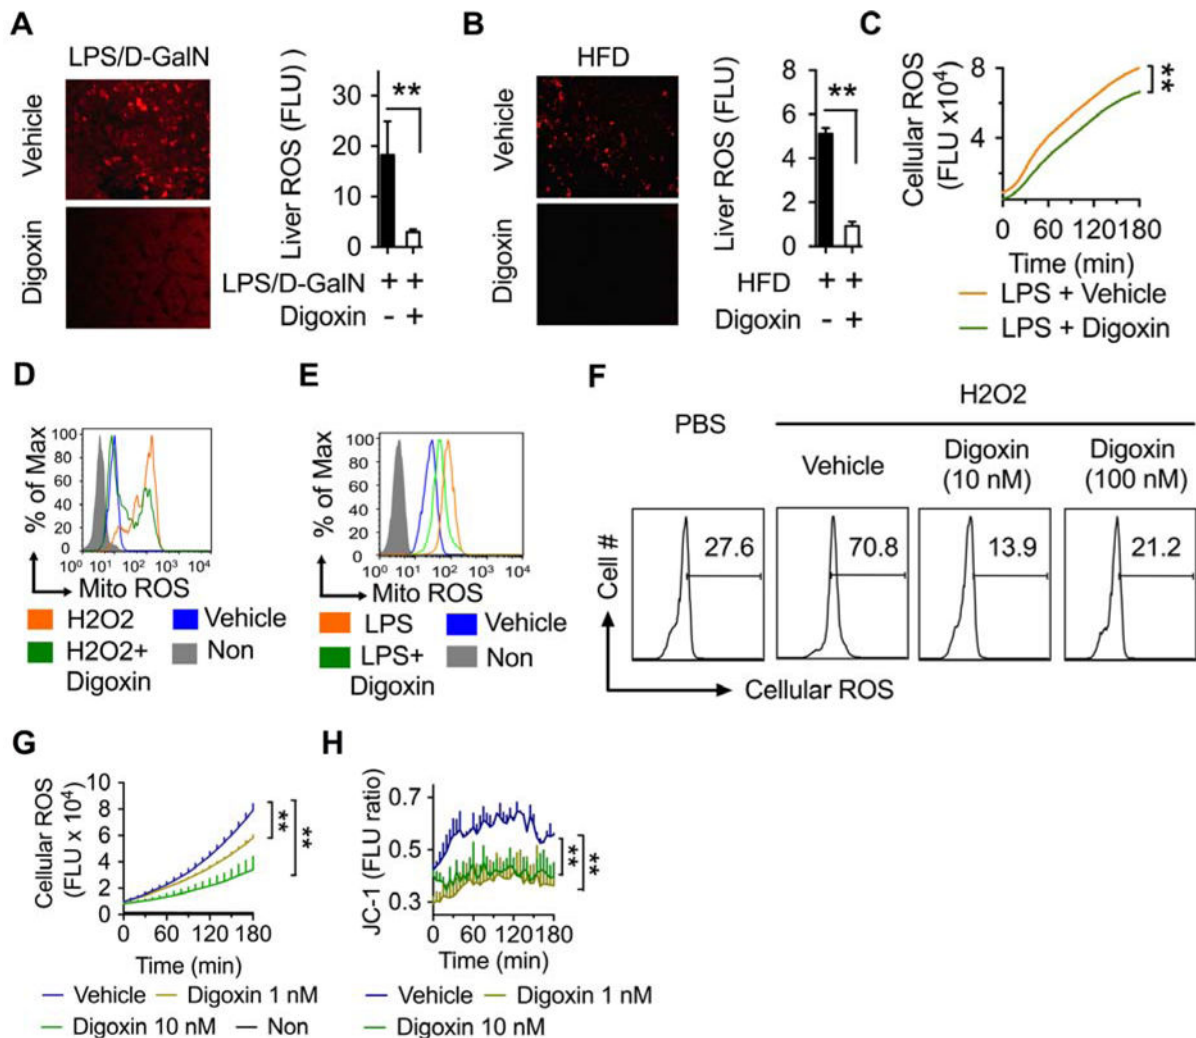 A
LPS/D-GalN
Vehicle
Digoxin
Liver ROS (FLU) )
30
20
10
0
**
LPS/D-GalN + +
Digoxin - +
B
HFD
Vehicle
Digoxin
Liver ROS (FLU)
8
6
4
2
0
**
HFD + +
Digoxin - +
C
Cellular ROS
(FLU x10⁴)
8
4
**
0 60 120 180
Time (min)
LPS + Vehicle
LPS + Digoxin
D
% of Max
100
80
60
40
20
0
10⁰ 10¹ 10² 10³ 10⁴
Mito ROS
H2O2 Vehicle
H2O2+ Non
Digoxin
E
% of Max
100
80
60
40
20
0
10⁰ 10¹ 10² 10³ 10⁴
Mito ROS
LPS Vehicle
LPS+ Non
Digoxin
F
H2O2
PBS
Vehicle
Digoxin
(10 nM)
Digoxin
(100 nM)
Cell #
27.6 70.8 13.9 21.2
Cellular ROS
G
Cellular ROS
(FLU x 10⁴)
10
8
6
4
2
0
**
**
0 60 120 180
Time (min)
Vehicle Digoxin 1 nM
Digoxin 10 nM Non
H
JC-1 (FLU ratio)
0.7
0.5
0.3
**
**
0 60 120 180
Time (min)
Vehicle Digoxin 1 nM
Digoxin 10 nM